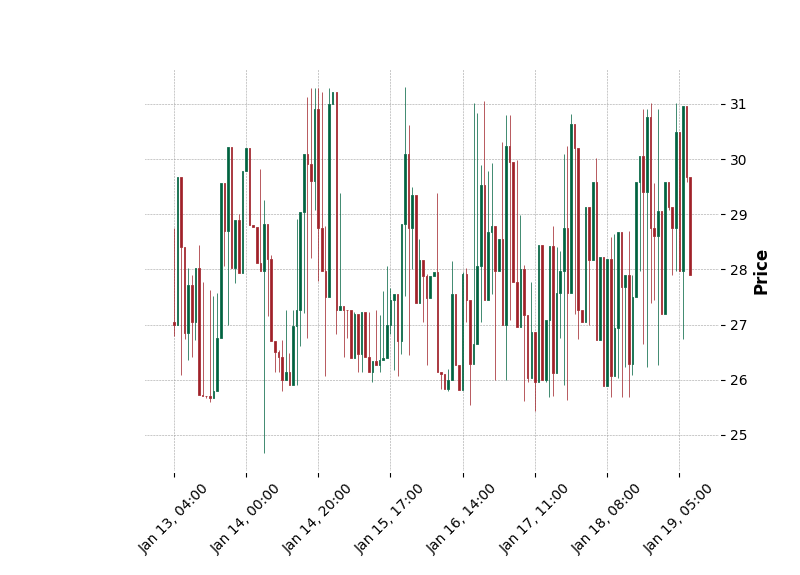 31
30
29
28
27
26
25
Price
Jan 13, 04:00
Jan 14, 00:00
Jan 14, 20:00
Jan 15, 17:00
Jan 16, 14:00
Jan 17, 11:00
Jan 18, 08:00
Jan 19, 05:00